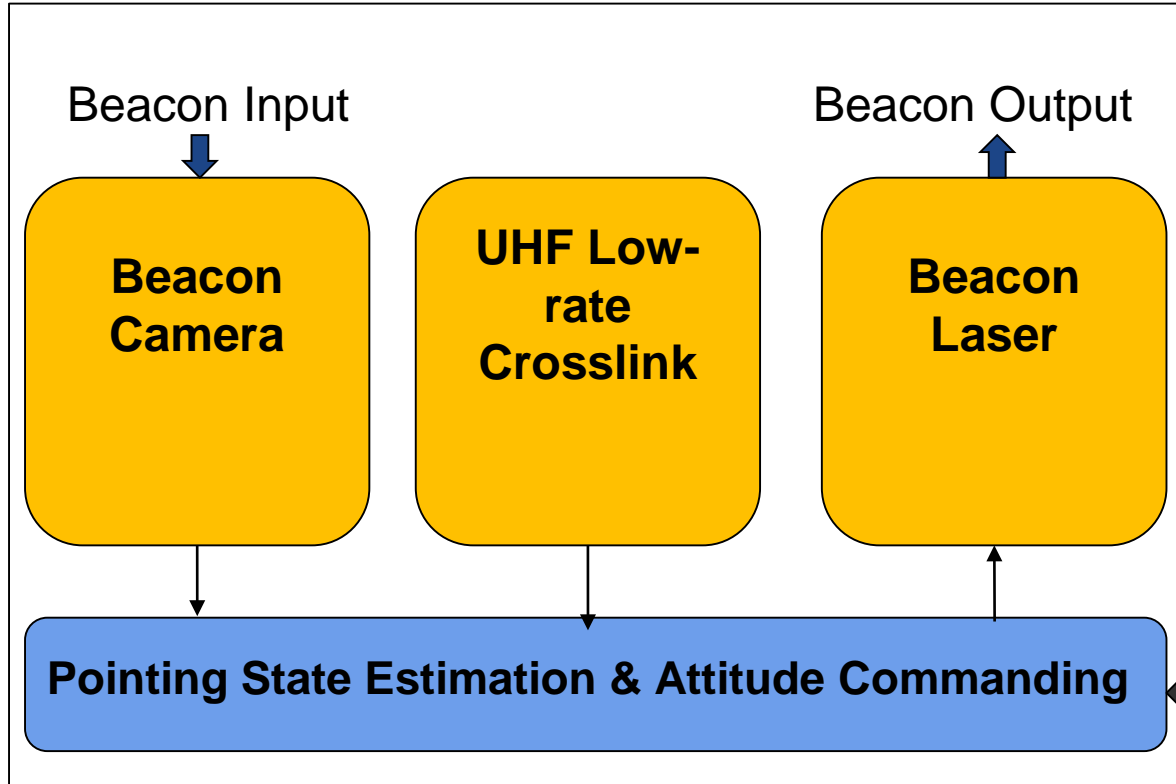 Beacon Input
Beacon Output
Beacon
Camera
UHF Low-
rate
Crosslink
Beacon
Laser
Pointing State Estimation & Attitude Commanding